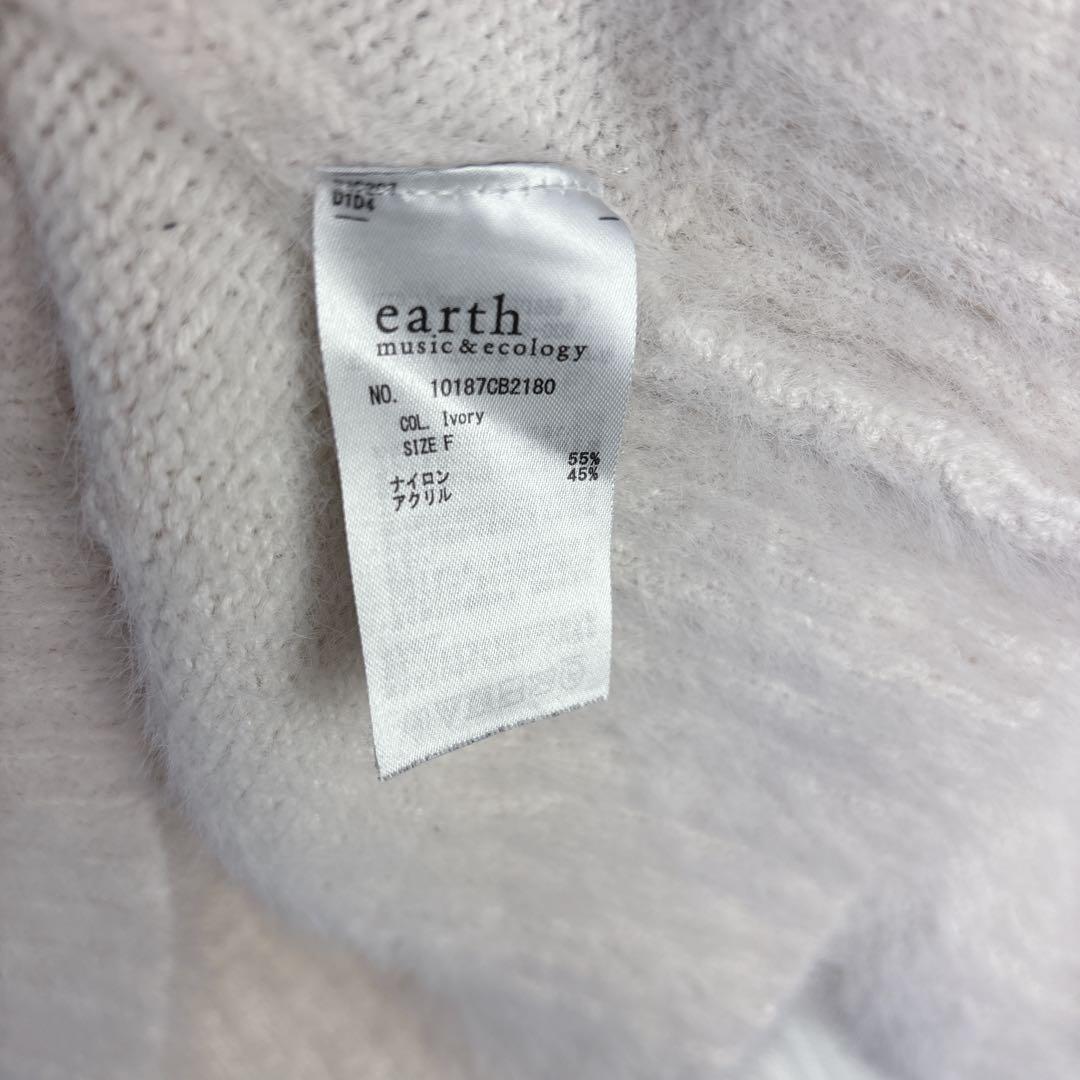 D1D4
earth
music & ecology
NO. 10187CB2180
COL. Ivory
SIZE F
ナイロン 55%
アクリル 45%